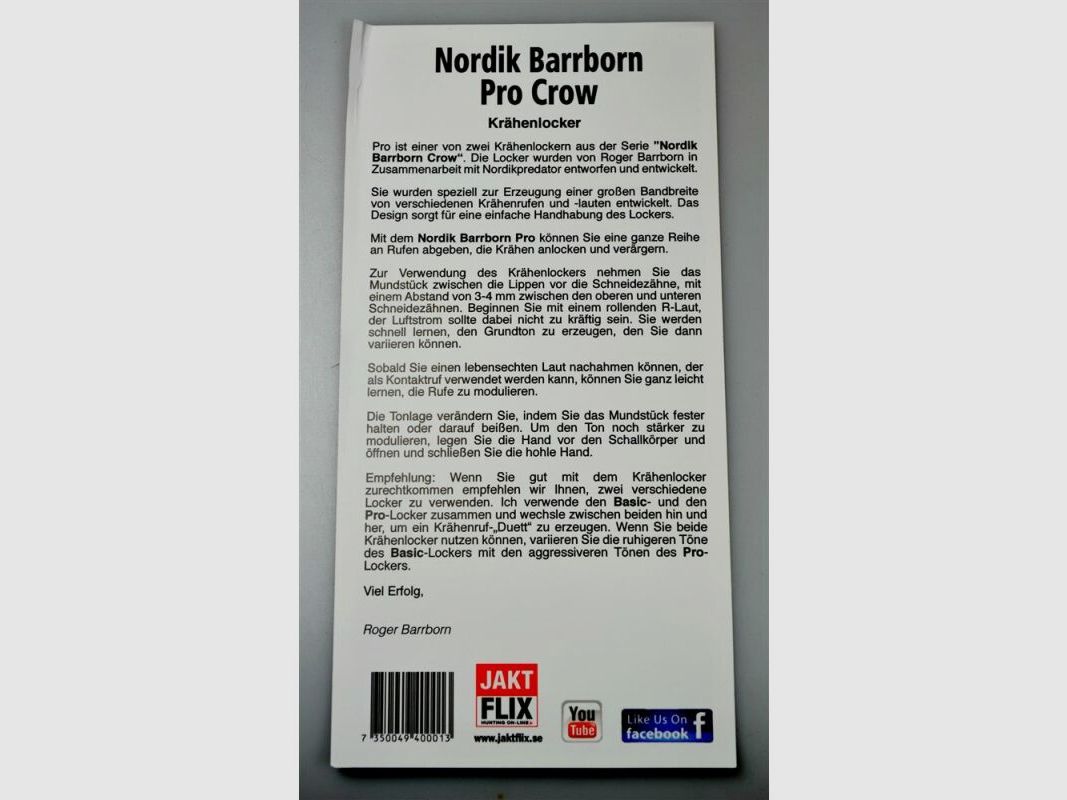 Nordik Barrborn
Pro Crow
Krähenlocker
Pro ist einer von zwei Krähenlockern aus der Serie "Nordik
Barrborn Crow“. Die Locker wurden von Roger Barrborn in
Zusammenarbeit mit Nordikpredator entworfen und entwickelt.
Sie wurden speziell zur Erzeugung einer großen Bandbreite
von verschiedenen Krähenrufen und -lauten entwickelt. Das
Design sorgt für eine einfache Handhabung des Lockers.
Mit dem Nordik Barrborn Pro können Sie eine ganze Reihe
an Rufen abgeben, die Krähen anlocken und verärgern.
Zur Verwendung des Krähenlockers nehmen Sie das
Mundstück zwischen die Lippen vor die Schneidezähne, mit
einem Abstand von 3-4 mm zwischen den oberen und unteren
Schneidezähnen. Beginnen Sie mit einem rollenden R-Laut,
der Luftstrom sollte dabei nicht zu kräftig sein. Sie werden
schnell lernen, den Grundton zu erzeugen, den Sie dann
variieren können.
Sobald Sie einen lebensechten Laut nachahmen können, der
als Kontaktruf verwendet werden kann, können Sie ganz leicht
lernen, die Rufe zu modulieren.
Die Tonlage verändern Sie, indem Sie das Mundstück fester
halten oder darauf beißen. Um den Ton noch stärker zu
modulieren, legen Sie die Hand vor den Schallkörper und
öffnen und schließen Sie die hohle Hand.
Empfehlung: Wenn Sie gut mit dem Krähenlocker
zurechtkommen empfehlen wir Ihnen, zwei verschiedene
Locker zu verwenden. Ich verwende den Basic- und den
Pro-Locker zusammen und wechsle zwischen beiden hin und
her, um ein Krähenruf-„Duett“ zu erzeugen. Wenn Sie beide
Krähenlocker nutzen können, variieren Sie die ruhigeren Töne
des Basic-Lockers mit den aggressiveren Tönen des Pro-
Lockers.
Viel Erfolg,
Roger Barrborn
JAKT
FLIX
HUNTING ON-LINE
www.jaktflix.se
7 350049 400013
You
Tube
Like Us On
facebook f